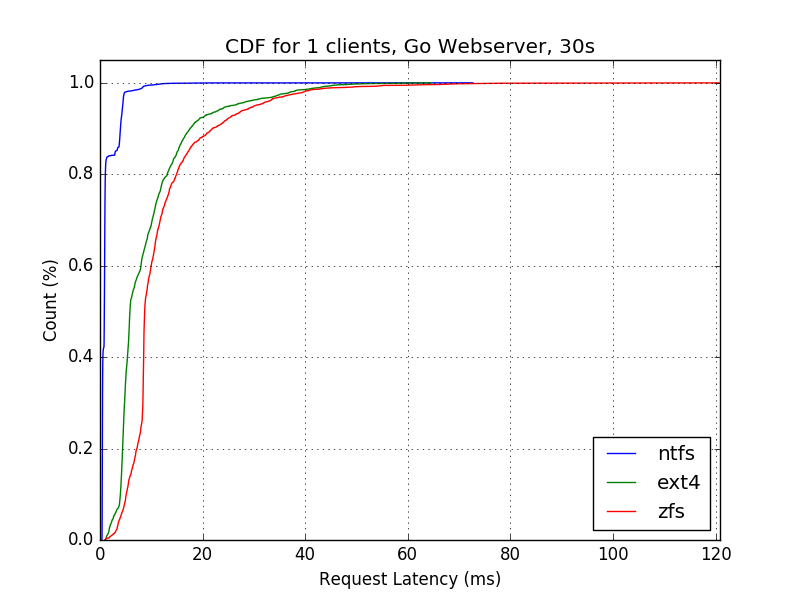 CDF for 1 clients, Go Webserver, 30s
1.0
0.8
0.6
0.4
0.2
0.0
Count (%)
ntfs
ext4
zfs
0 20 40 60 80 100 120
Request Latency (ms)